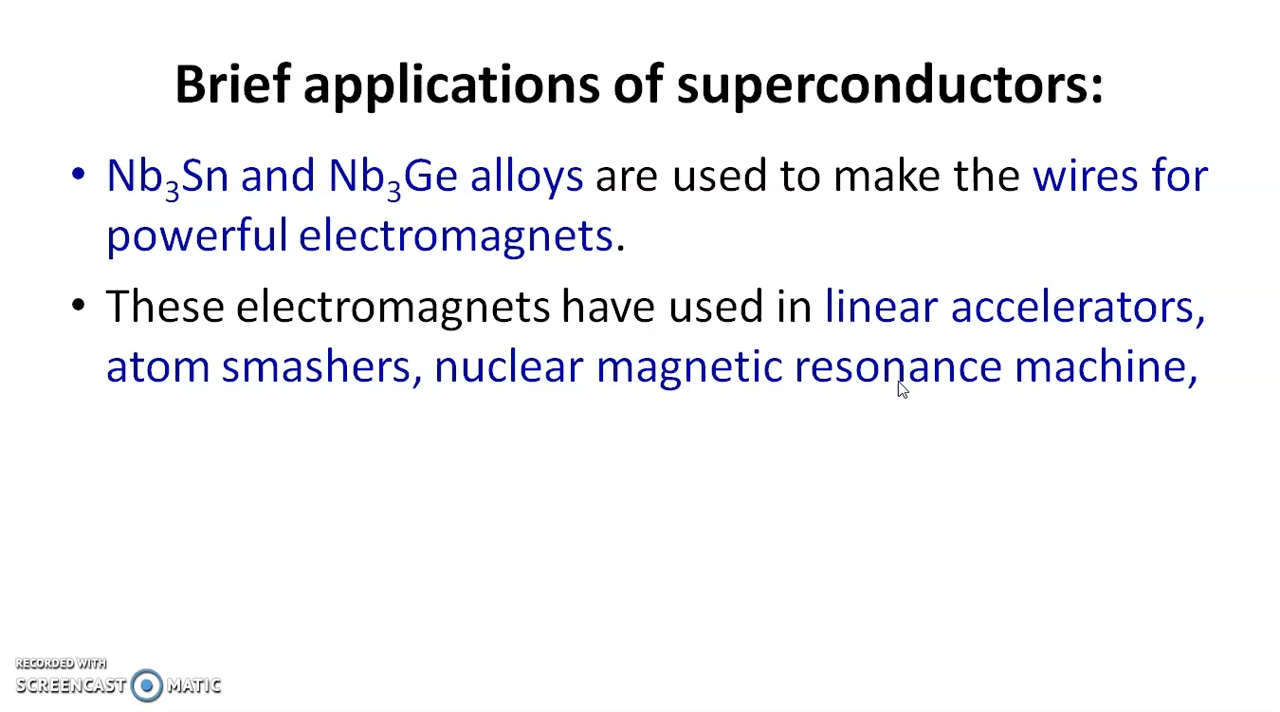 Brief applications of superconductors:
• Nb₃Sn and Nb₃Ge alloys are used to make the wires for
powerful electromagnets.
• These electromagnets have used in linear accelerators,
atom smashers, nuclear magnetic resonance machine,
RECORDED WITH
SCREENCAST MATIC